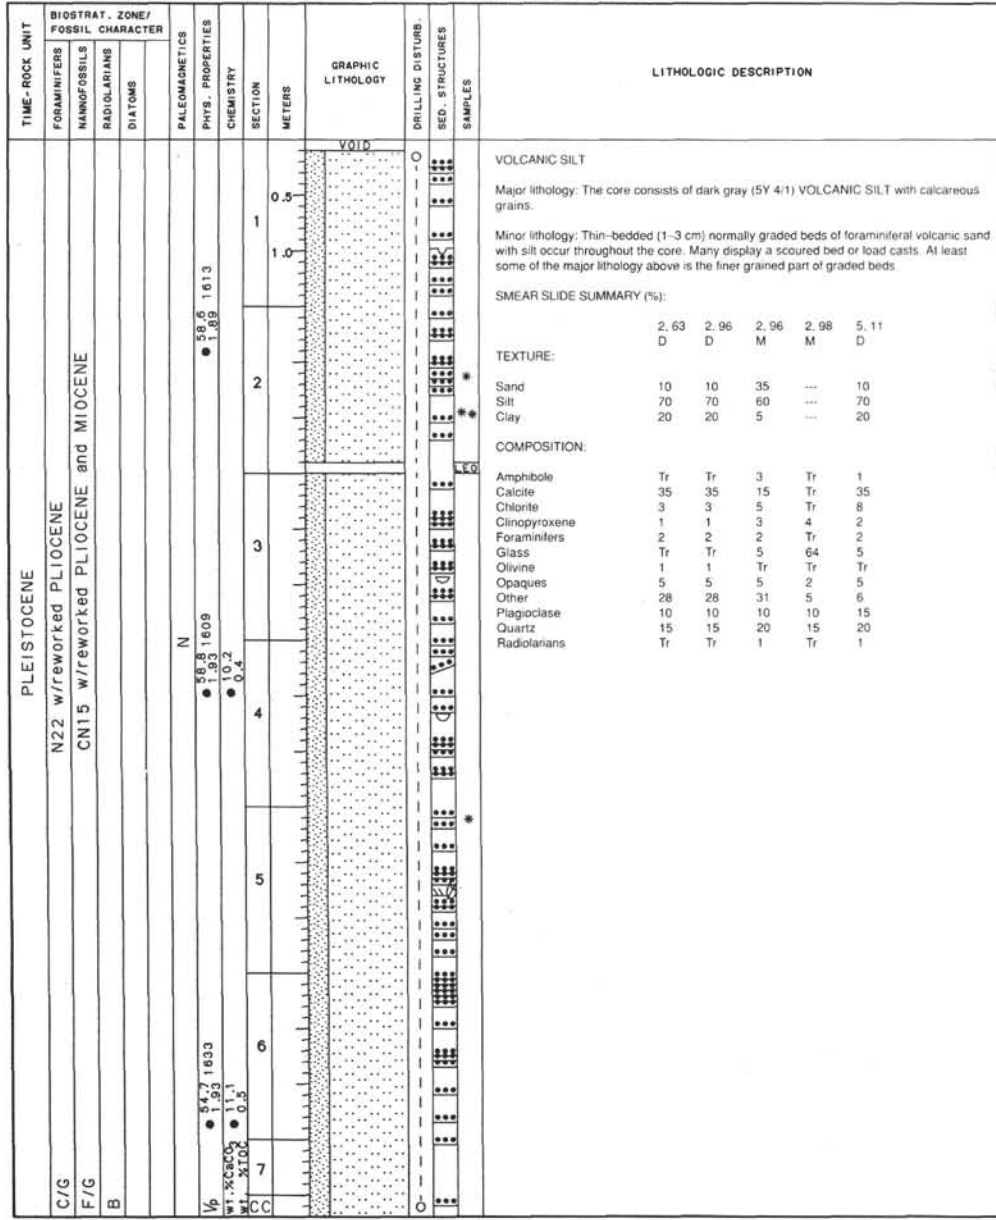 TIME-ROCK UNIT
BIOSTRAT. ZONE/
FOSSIL CHARACTER
FORAMINIFERS
NANNOFOSSILS
RADIOLARIANS
DIATOMS
PALEOMAGNETICS
PHYS. PROPERTIES
CHEMISTRY
SECTION
METERS
GRAPHIC
LITHOLOGY
DRILLING DISTURB.
SED. STRUCTURES
SAMPLES
LITHOLOGIC DESCRIPTION
PLEISTOCENE
N22 w/reworked PLIOCENE
C/G
CN15 w/reworked PLIOCENE and MIOCENE
F/G
B
N
58.6 1613
1.89
58.8 1609
1.93
54.7 1633
1.93
Vp
10.2
0.4
11.1
0.5
wt.%CaCO3
wt. %TOC
1
2
3
4
5
6
7
CC
0.5
1.0
VOID
LEO
*
**
*
VOLCANIC SILT
Major lithology: The core consists of dark gray (5Y 4/1) VOLCANIC SILT with calcareous
grains.
Minor lithology: Thin-bedded (1-3 cm) normally graded beds of foraminiferal volcanic sand
with silt occur throughout the core. Many display a scoured bed or load casts. At least
some of the major lithology above is the finer grained part of graded beds
SMEAR SLIDE SUMMARY (%):
2, 63 2, 96 2, 96 2, 98 5, 11
D D M M D
TEXTURE:
Sand 10 10 35 --- 10
Silt 70 70 60 --- 70
Clay 20 20 5 --- 20
COMPOSITION:
Amphibole Tr Tr 3 Tr 1
Calcite 35 35 15 Tr 35
Chlorite 3 3 5 Tr 8
Clinopyroxene 1 1 3 4 2
Foraminifers 2 2 2 Tr 2
Glass Tr Tr 5 64 5
Olivine 1 1 Tr Tr Tr
Opaques 5 5 5 2 5
Other 28 28 31 5 6
Plagioclase 10 10 10 10 15
Quartz 15 15 20 15 20
Radiolarians Tr Tr 1 Tr 1